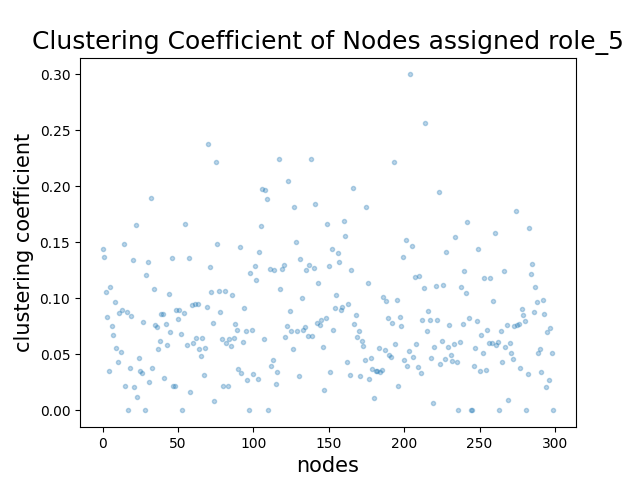 Clustering Coefficient of Nodes assigned role_5
clustering coefficient
0.30
0.25
0.20
0.15
0.10
0.05
0.00
0 50 100 150 200 250 300
nodes